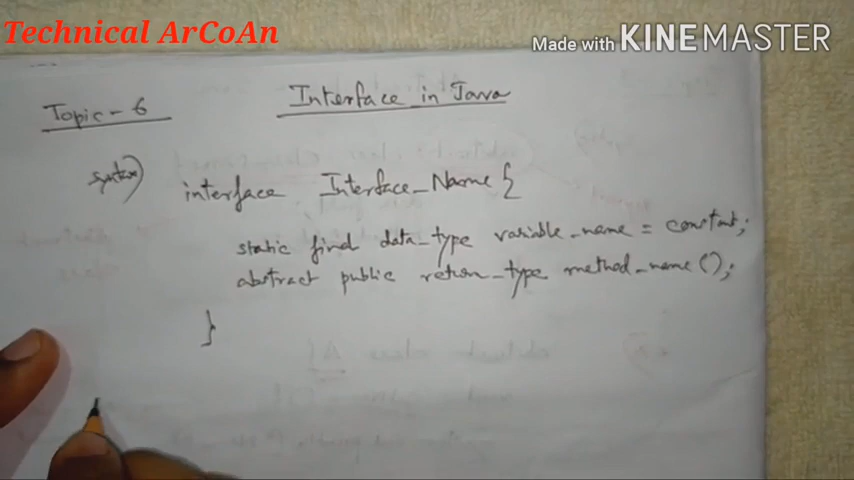 Technical ArCoAn
Made with KINEMASTER
Topic - 6
Interface in Java
syntax)
interface Interface_Name {
static find data_type variable_name = constant;
abstract public return_type method_name ();
}